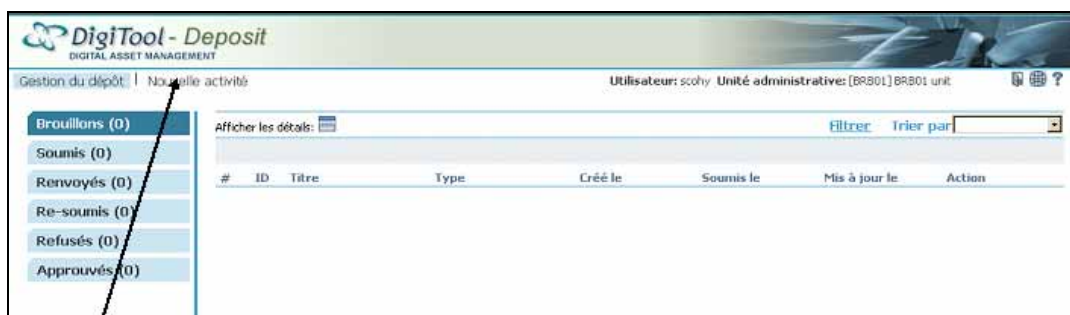 DigiTool - Deposit
DIGITAL ASSET MANAGEMENT
Gestion du dépôt | Nouvelle activité Utilisateur: scohy Unité administrative: [BRB01] BRB01 unit ?
Brouillons (0) Afficher les détails: Filtrer Trier par
Soumis (0)
Renvoyés (0) # ID Titre Type Créé le Soumis le Mis à jour le Action
Re-soumis (0)
Refusés (0)
Approuvés (0)